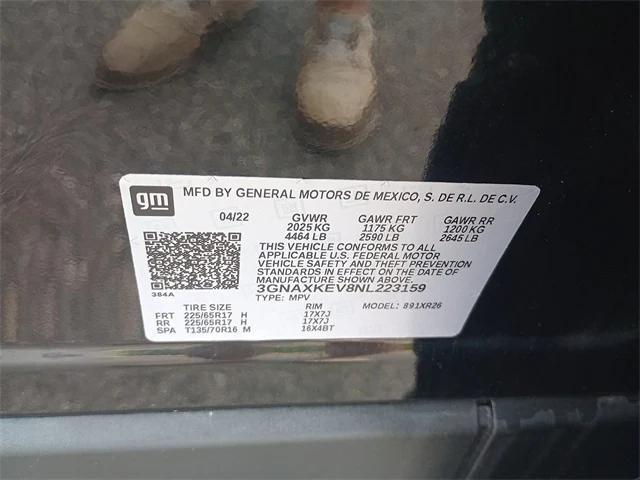 gm MFD BY GENERAL MOTORS DE MEXICO, S. DE R.L. DE C.V.
04/22 GVWR GAWR FRT GAWR RR
2025 KG 1175 KG 1200 KG
4464 LB 2590 LB 2645 LB
THIS VEHICLE CONFORMS TO ALL
APPLICABLE U.S. FEDERAL MOTOR
VEHICLE SAFETY AND THEFT PREVENTION
STANDARDS IN EFFECT ON THE DATE OF
MANUFACTURE SHOWN ABOVE.
3GNAXKEV8NL223159
384A TYPE: MPV MODEL: 891XR26
TIRE SIZE RIM
FRT 225/65R17 H 17X7J
RR 225/65R17 H 17X7J
SPA T135/70R16 M 16X4BT